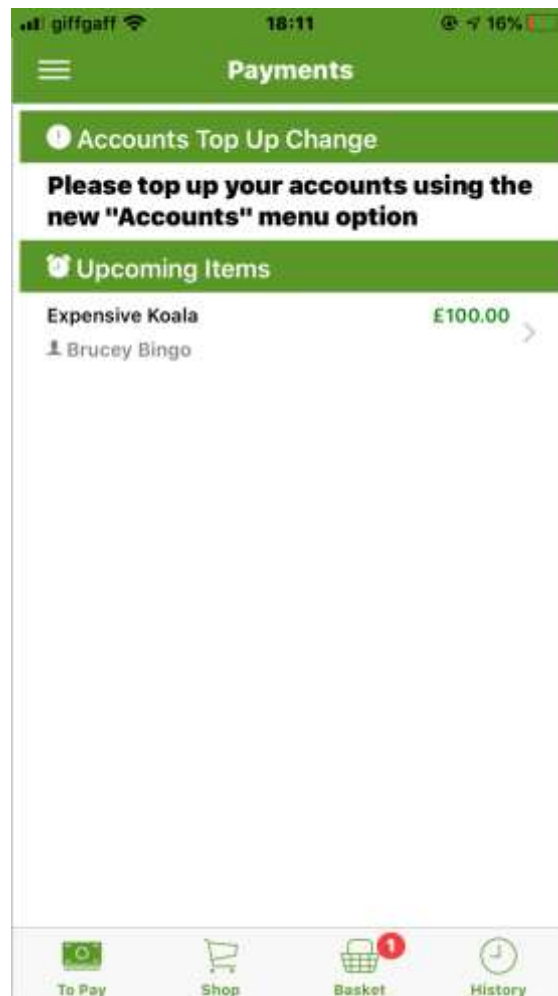 giffgaff 18:11 16%
Payments
Accounts Top Up Change
Please top up your accounts using the
new "Accounts" menu option
Upcoming Items
Expensive Koala £100.00
Brucey Bingo
1
To Pay Shop Basket History